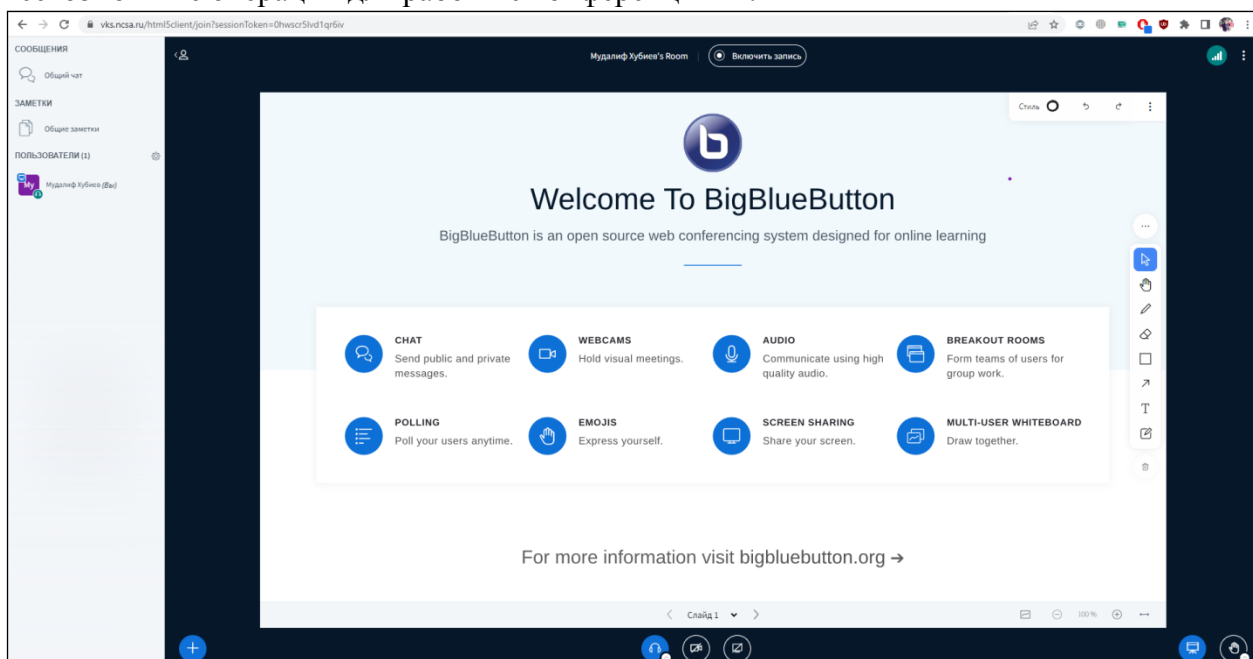 vks.ncsa.ru/html5client/join?sessionToken=0hwscr5lvd1qr6iv
СООБЩЕНИЯ
Общий чат
ЗАМЕТКИ
Общие заметки
ПОЛЬЗОВАТЕЛИ (1)
Му
Мудалиф Хубиев (Вы)
Мудалиф Хубиев's Room
Включить запись
Стиль
b
Welcome To BigBlueButton
BigBlueButton is an open source web conferencing system designed for online learning
CHAT
Send public and private
messages.
WEBCAMS
Hold visual meetings.
AUDIO
Communicate using high
quality audio.
BREAKOUT ROOMS
Form teams of users for
group work.
POLLING
Poll your users anytime.
EMOJIS
Express yourself.
SCREEN SHARING
Share your screen.
MULTI-USER WHITEBOARD
Draw together.
For more information visit bigbluebutton.org →
T
Слайд 1
100%